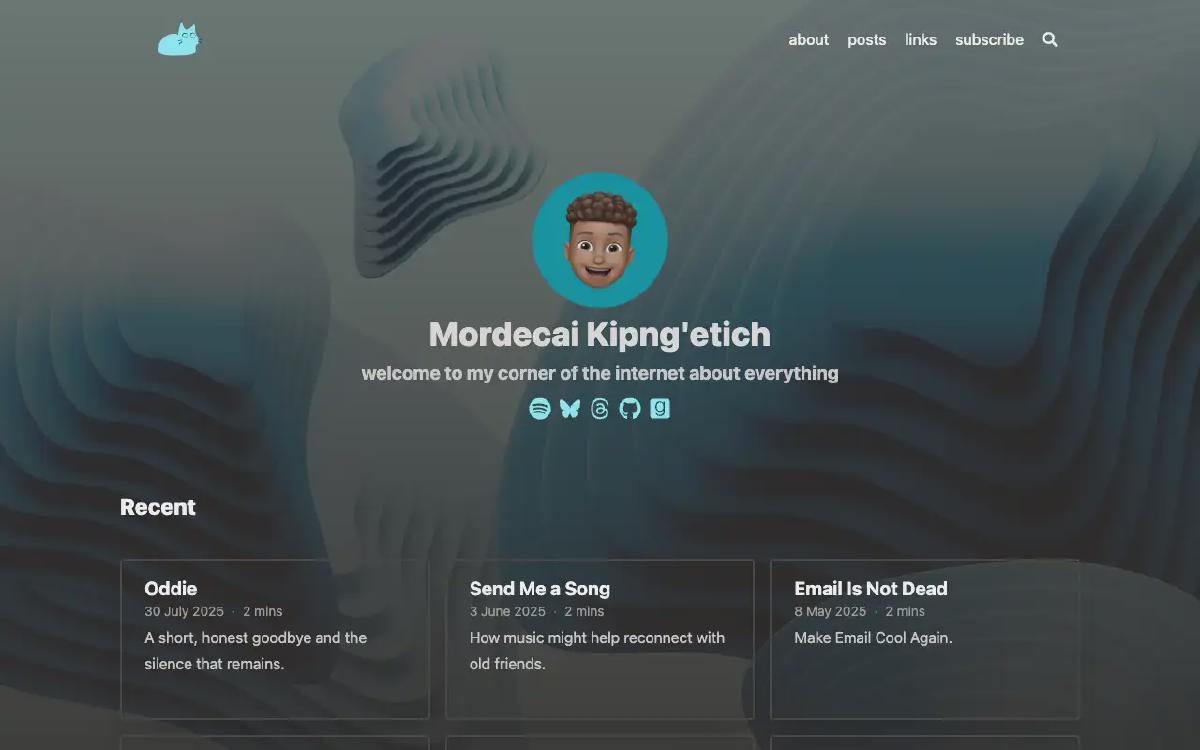 about posts links subscribe
Mordecai Kipng'etich
welcome to my corner of the internet about everything
Recent
Oddie
30 July 2025 · 2 mins
A short, honest goodbye and the
silence that remains.
Send Me a Song
3 June 2025 · 2 mins
How music might help reconnect with
old friends.
Email Is Not Dead
8 May 2025 · 2 mins
Make Email Cool Again.